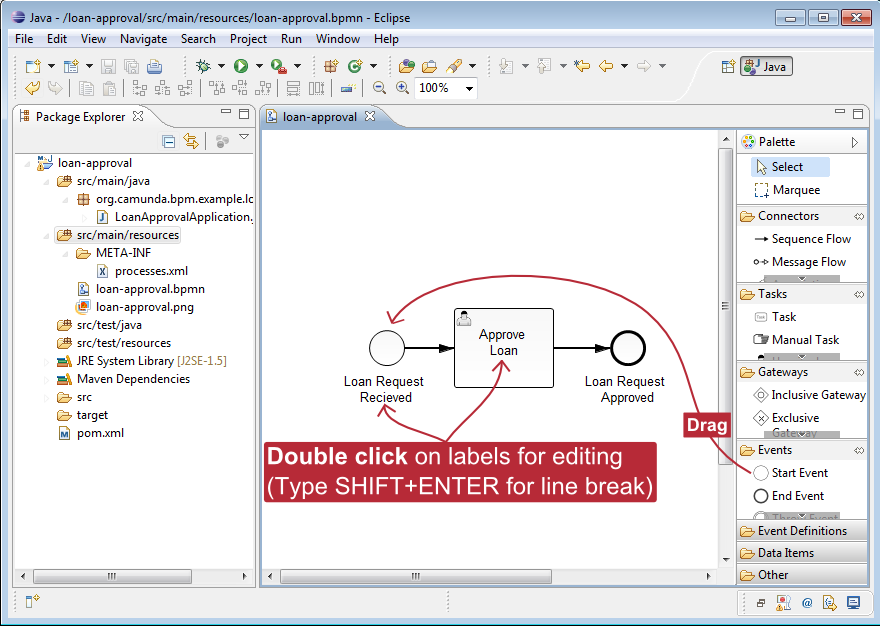 Java - /loan-approval/src/main/resources/loan-approval.bpmn - Eclipse
File Edit View Navigate Search Project Run Window Help
100%
Java
Package Explorer
loan-approval
src/main/java
org.camunda.bpm.example.lo
LoanApprovalApplication.
src/main/resources
META-INF
processes.xml
loan-approval.bpmn
loan-approval.png
src/test/java
src/test/resources
JRE System Library [J2SE-1.5]
Maven Dependencies
src
target
pom.xml
loan-approval
Loan Request
Recieved
Approve
Loan
Loan Request
Approved
Double click on labels for editing
(Type SHIFT+ENTER for line break)
Drag
Palette
Select
Marquee
Connectors
Sequence Flow
Message Flow
Tasks
Task
Manual Task
Gateways
Inclusive Gateway
Exclusive
Gateway
Events
Start Event
End Event
Throw Event
Event Definitions
Data Items
Other